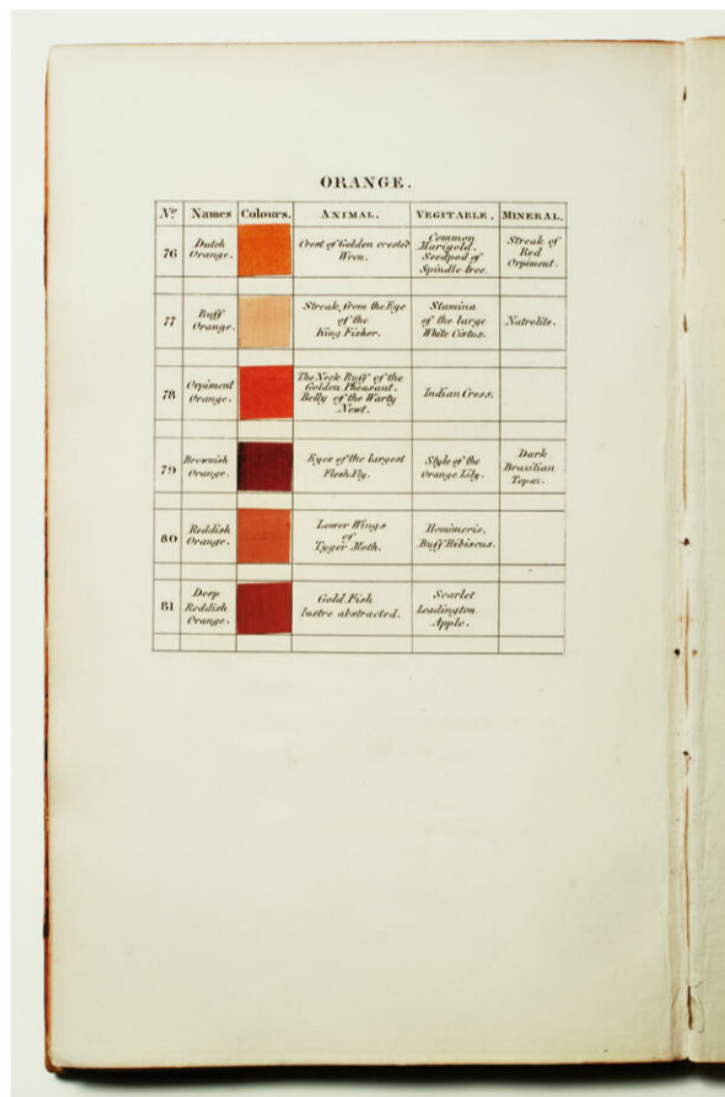 ORANGE.
No. Names Colours. ANIMAL. VEGITABLE. MINERAL.
76
Dutch
Orange.
Crest of Golden crested
Wren.
Common
Marigold.
Seedpod of
Spindle-tree.
Streak of
Red
Orpiment.
77
Buff
Orange.
Streak from the Eye
of the
King Fisher.
Stamina
of the large
White Cistus.
Natrolite.
78
Orpiment
Orange.
The Neck Ruff of the
Golden Pheasant.
Belly of the Warty
Newt.
Indian Cress.
79
Brownish
Orange.
Eyes of the largest
Flesh Fly.
Style of the
Orange Lily.
Dark
Brazilian
Topaz.
80
Reddish
Orange.
Lower Wings
of
Tyger Moth.
Hemimeris.
Buff Hibiscus.
81
Deep
Reddish
Orange.
Gold Fish
lustre abstracted.
Scarlet
Leadington
Apple.